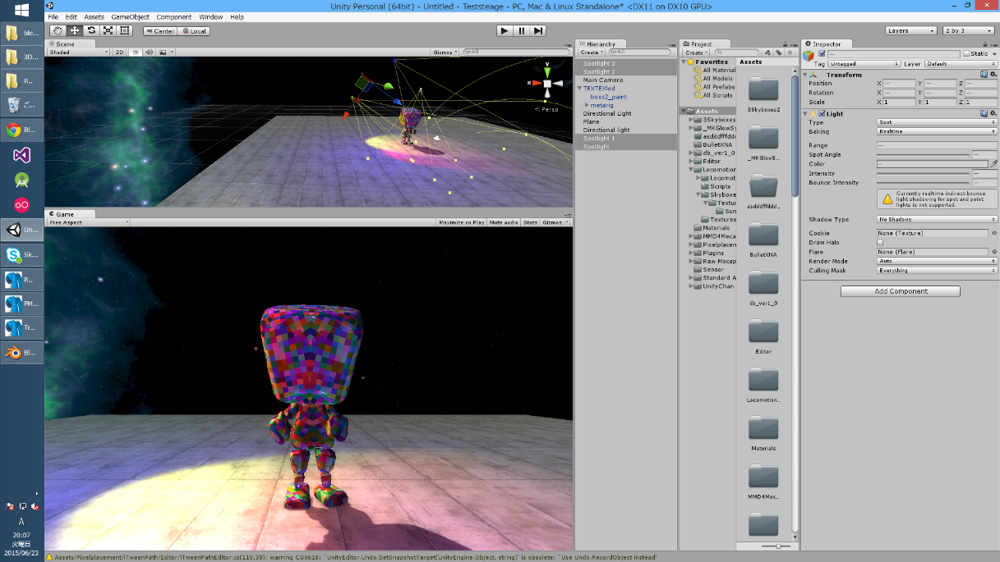 Unity Personal (64bit) - Untitled - Teststeage - PC, Mac & Linux Standalone* <DX11 on DX10 GPU>
File Edit Assets GameObject Component Window Help
Center Local
Layers 2 by 3
Scene
Shaded 2D Gizmos All
y
x
Persp
Game
Free Aspect Maximize on Play Mute audio Stats Gizmos
Hierarchy
Create All
Spotlight 3
Spotlight 2
Main Camera
TEXTEXled
boxs2_paint
metarig
Directional Light
Plane
Directional light
Spotlight 1
Spotlight
Project
Create
Favorites
All Material
All Models
All Prefabs
All Scripts
Assets
3Skyboxes
_MKGlowSy
asdddfffddd
BulletXNA
db_ver1_0
Editor
Locomotion
Locomot
Scripts
Skyboxe
Textur
Sun
Textures
Materials
MMD4Meca
Pixelplacen
Plugins
Raw Mocap
Sensor
Standard A
UnityChan
Assets
3Skyboxes2
_MKGlowS...
asdddffffddd...
BulletXNA
db_ver1_0
Editor
Locomotion...
Materials
MMD4Mec...
Inspector
— Static
Tag Untagged Layer Default
Transform
Position X — Y — Z —
Rotation X — Y — Z —
Scale X 1 Y 1 Z 1
Light
Type Spot
Baking Realtime
Range —
Spot Angle —
Color —
Intensity —
Bounce Intensity —
Currently realtime indirect bounce
light shadowing for spot and point
lights is not supported.
Shadow Type No Shadows
Cookie None (Texture)
Draw Halo
Flare None (Flare)
Render Mode Auto
Culling Mask Everything
Add Component
ble...
3D...
P...
ご...
Bl...
Un...
Sk...
P...
PM...
Tr...
Bl...
A
20:07
火曜日
2015/06/23
Assets/Pixelplacement/iTweenPath/Editor/iTweenPathEditor.cs(110,38): warning CS0618: `UnityEditor.Undo.SetSnapshotTarget(UnityEngine.Object, string)' is obsolete: `Use Undo.RecordObject instead'